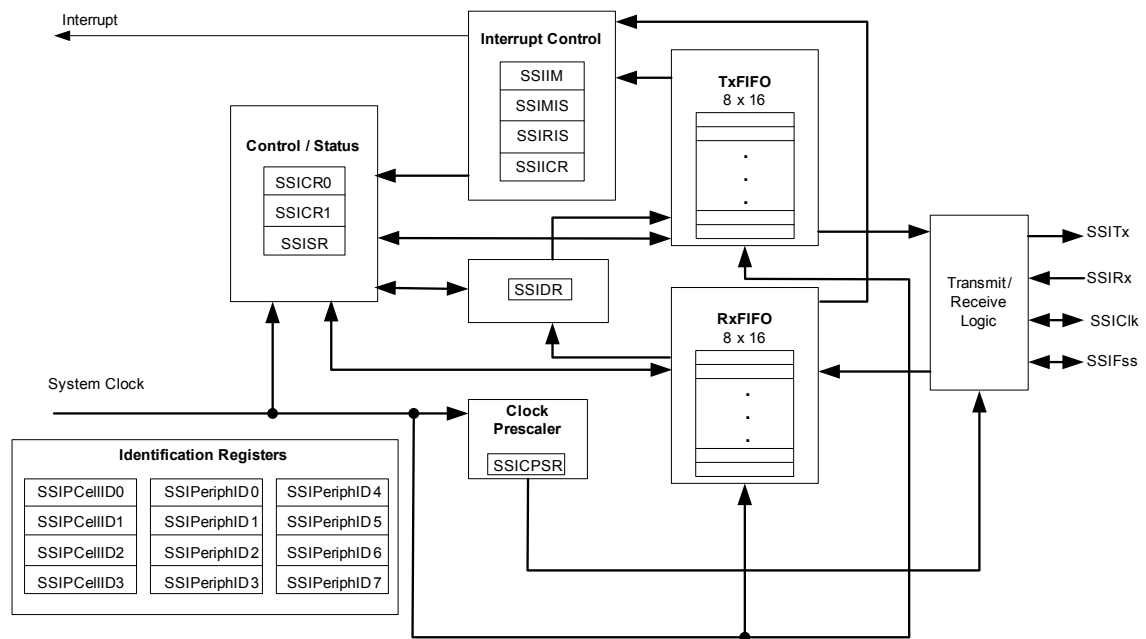 Interrupt
Interrupt Control
SSIIM
SSIMIS
SSIRIS
SSIICR
TxFIFO
8 x 16
Control / Status
SSICR0
SSICR1
SSISR
SSIDR
RxFIFO
8 x 16
Transmit/
Receive
Logic
SSITx
SSIRx
SSIClk
SSIFss
System Clock
Clock
Prescaler
SSICPSR
Identification Registers
SSIPCellID0 SSIPeriphID0 SSIPeriphID4
SSIPCellID1 SSIPeriphID1 SSIPeriphID5
SSIPCellID2 SSIPeriphID2 SSIPeriphID6
SSIPCellID3 SSIPeriphID3 SSIPeriphID7